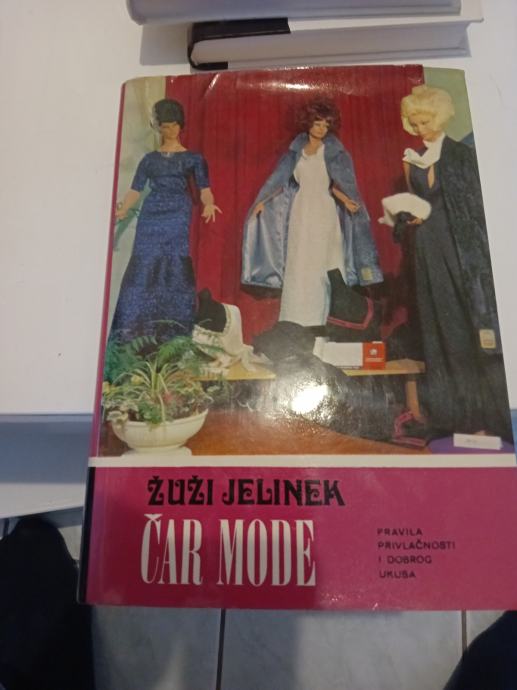 ŽUŽI JELINEK
ČAR MODE
PRAVILA
PRIVLAČNOSTI
I DOBROG
UKUSA